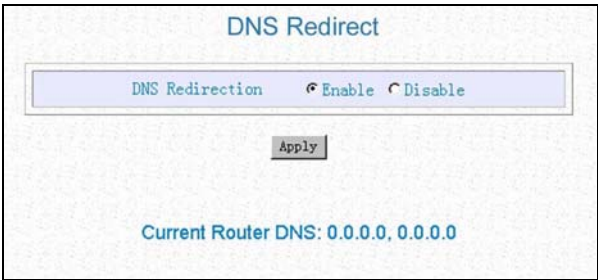 DNS Redirect
DNS Redirection Enable Disable
Apply
Current Router DNS: 0.0.0.0, 0.0.0.0